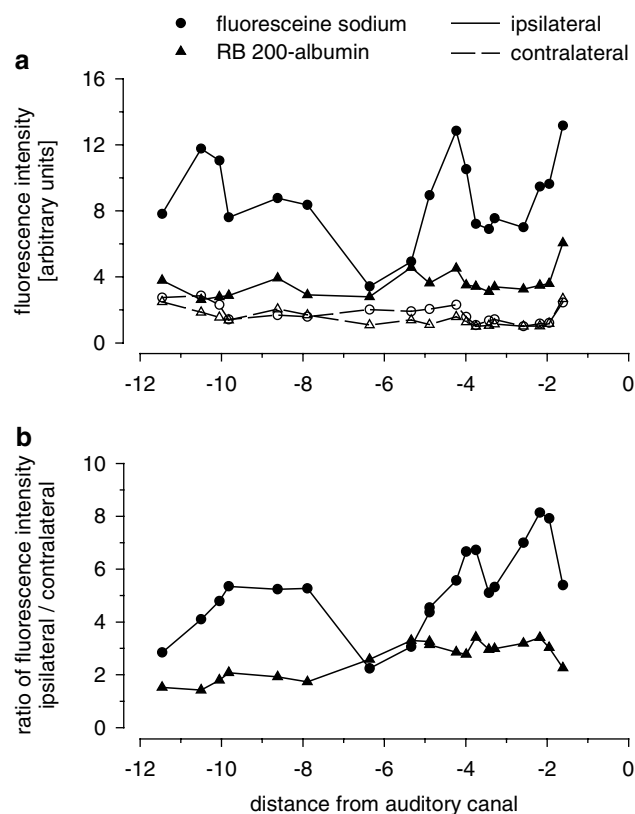 fluoresceine sodium
ipsilateral
RB 200-albumin
contralateral
a
fluorescence intensity
[arbitrary units]
16
12
8
4
0
-12
-10
-8
-6
-4
-2
b
ratio of fluorescence intensity
ipsilateral / contralateral
10
8
6
4
2
0
-12
-10
-8
-6
-4
-2
distance from auditory canal